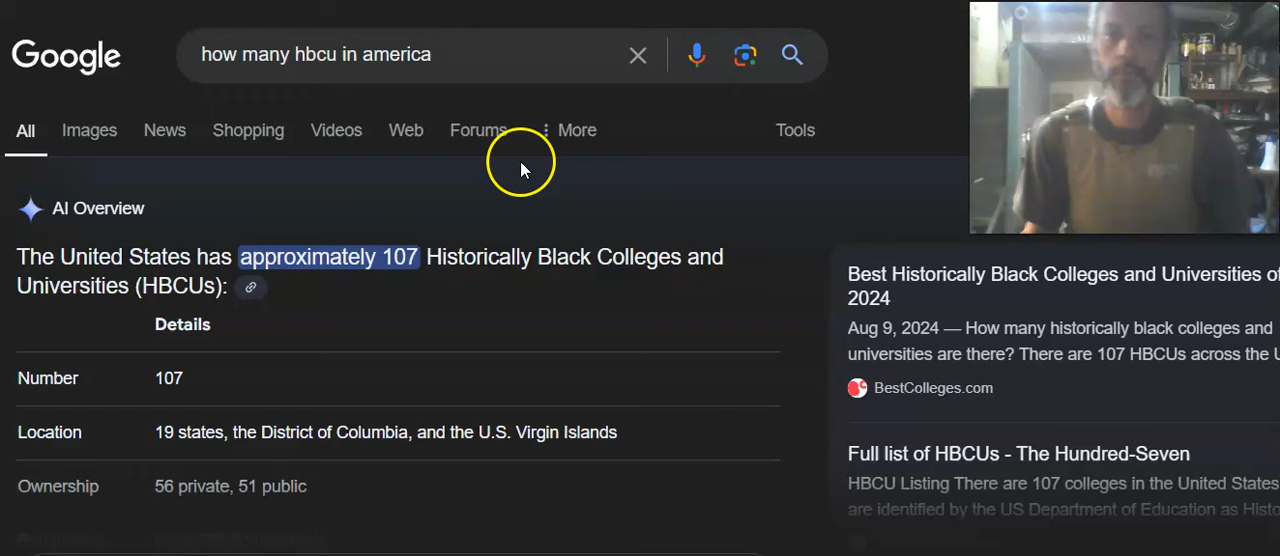 Google
how many hbcu in america
All Images News Shopping Videos Web Forums More Tools
AI Overview
The United States has approximately 107 Historically Black Colleges and
Universities (HBCUs):
Details
Number 107
Location 19 states, the District of Columbia, and the U.S. Virgin Islands
Ownership 56 private, 51 public
Best Historically Black Colleges and Universities of
2024
Aug 9, 2024 — How many historically black colleges and
universities are there? There are 107 HBCUs across the U
BestColleges.com
Full list of HBCUs - The Hundred-Seven
HBCU Listing There are 107 colleges in the United States
are identified by the US Department of Education as Histo